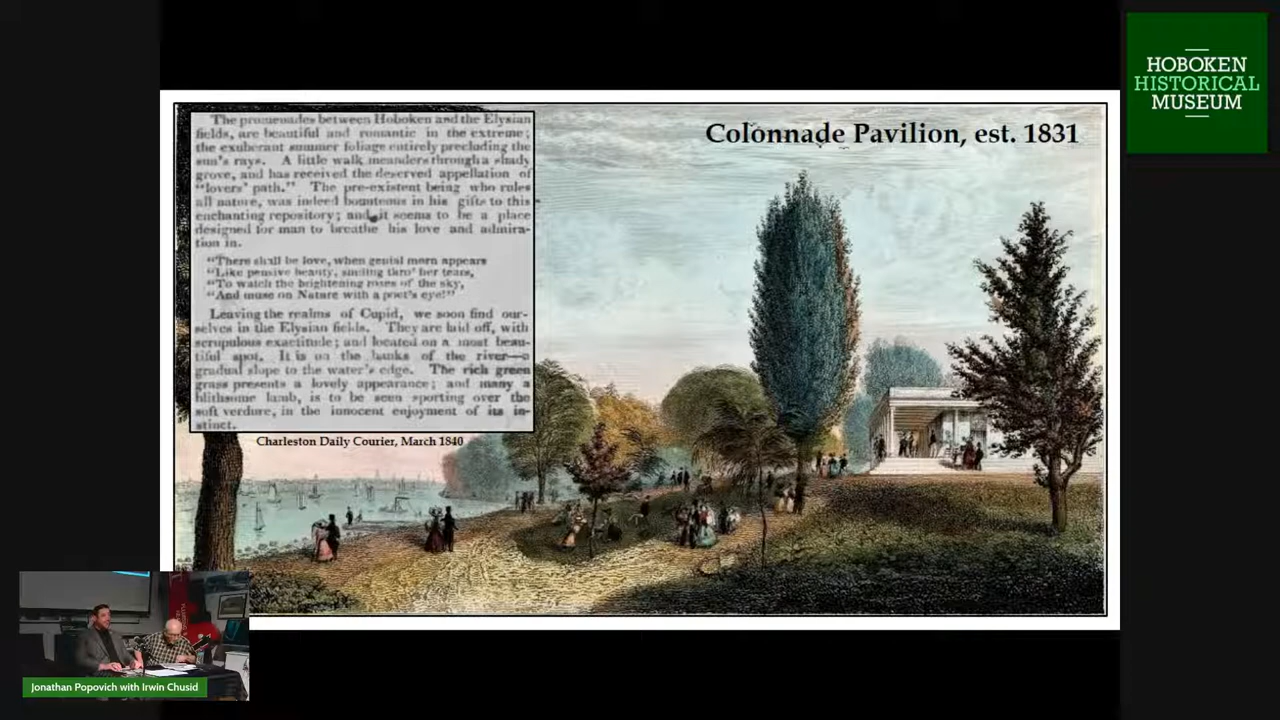 The promenades between Hoboken and the Elysian
fields, are beautiful and romantic in the extreme;
the exuberant summer foliage entirely precluding the
sun's rays. A little walk meanders through a shady
grove, and has received the deserved appellation of
"lovers' path." The pre-existent being who rules
all nature, was indeed bounteous in his gifts to this
enchanting repository; and it seems to be a place
designed for man to breathe his love and admira-
tion in.
"There shall be love, when genial morn appears
"Like pensive beauty, smiling thro' her tears,
"To watch the brightening roses of the sky,
"And muse on Nature with a poet's eye!"
Leaving the realms of Cupid, we soon find our-
selves in the Elysian fields. They are laid off, with
scrupulous exactitude; and located on a most beau-
tiful spot. It is on the banks of the river—a
gradual slope to the water's edge. The rich green
grass presents a lovely appearance; and many a
blithsome lamb, is to be seen sporting over the
soft verdure, in the innocent enjoyment of its in-
stinct.
Charleston Daily Courier, March 1840
Colonnade Pavilion, est. 1831
HOBOKEN
HISTORICAL
MUSEUM
Jonathan Popovich with Irwin Chusid